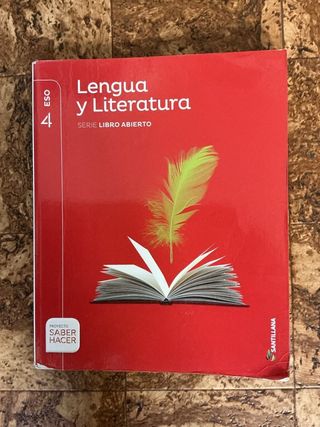 ESO
4
Lengua
y Literatura
SERIE LIBRO ABIERTO
PROYECTO
SABER
HACER
SANTILLANA